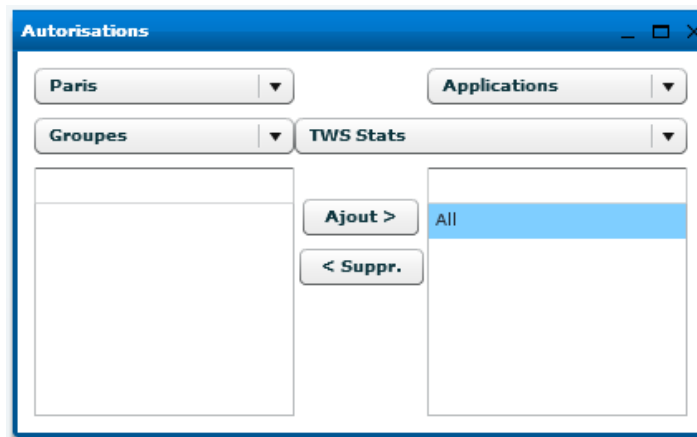 Autorisations
Paris
Applications
Groupes
TWS Stats
Ajout >
All
< Suppr.